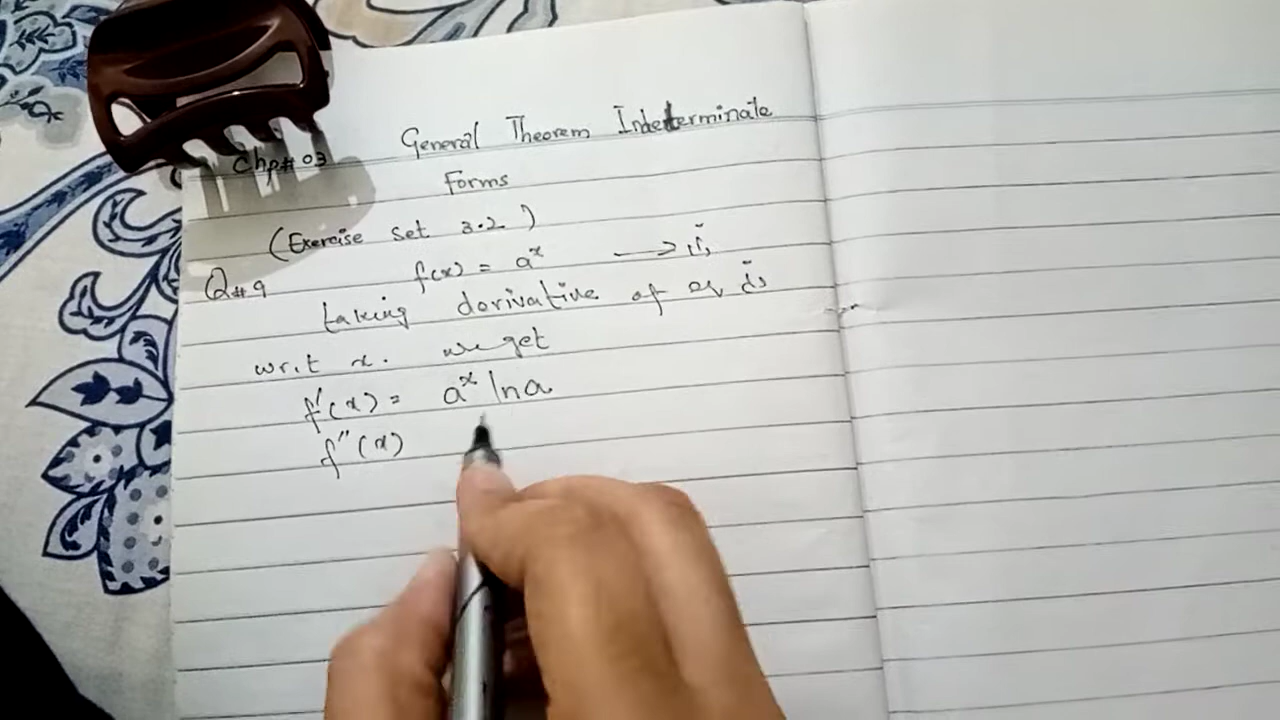 General Theorem Indeterminate
Chp#03
Forms
(Exercise set 3.2)
Q#9 f(x) = a^x → i,
taking derivative of eq i,
w.r.t x. we get
f'(x) = a^x ln a
f''(x)